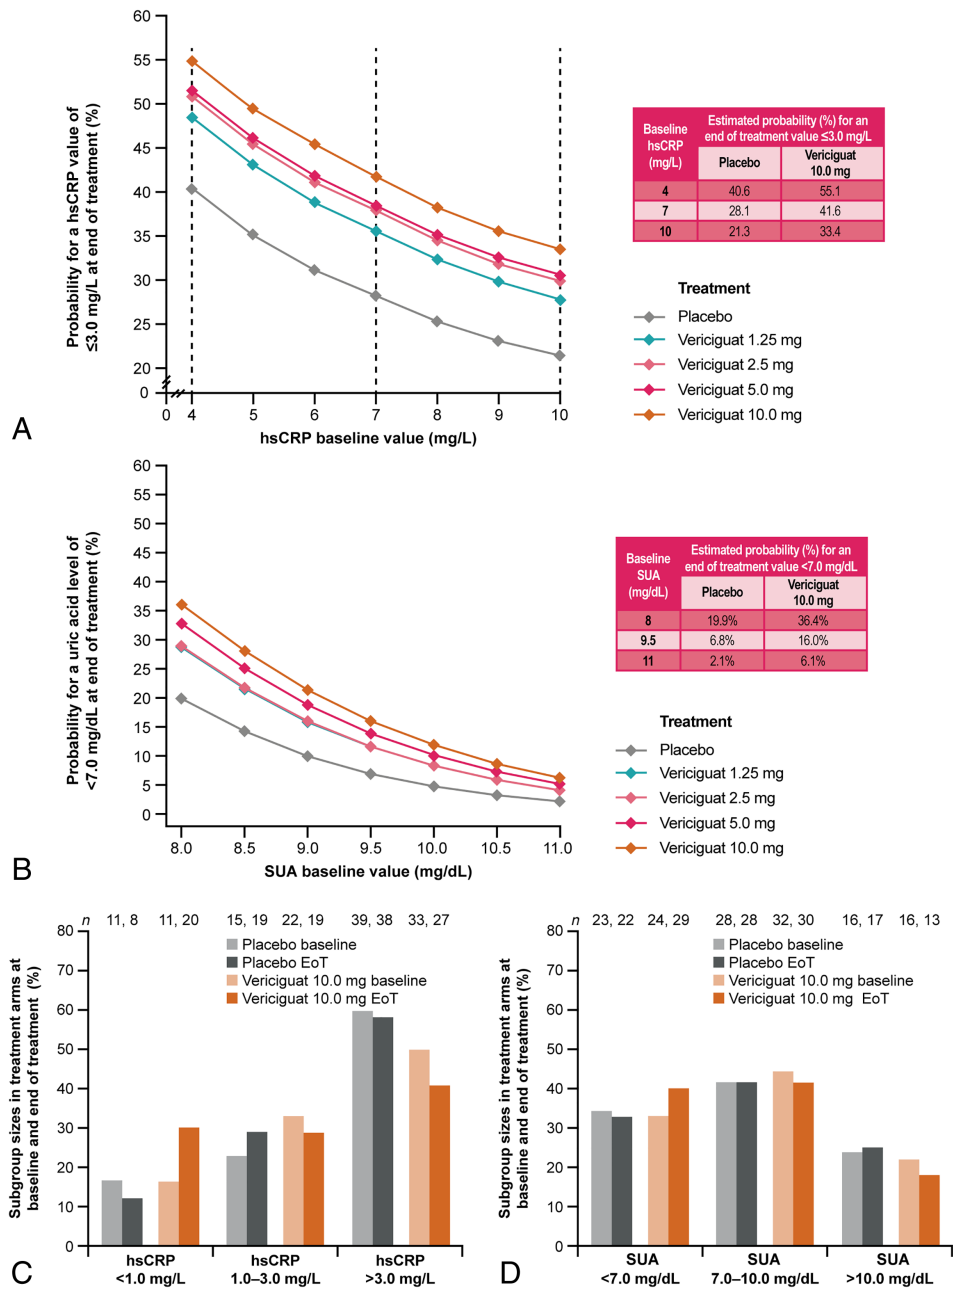 60
55
50
45
40
35
30
25
20
0
Probability for a hsCRP value of
≤3.0 mg/L at end of treatment (%)
0 4 5 6 7 8 9 10
hsCRP baseline value (mg/L)
A
Baseline
hsCRP
(mg/L)
Estimated probability (%) for an
end of treatment value ≤3.0 mg/L
Placebo
Vericiguat
10.0 mg
4 40.6 55.1
7 28.1 41.6
10 21.3 33.4
Treatment
Placebo
Vericiguat 1.25 mg
Vericiguat 2.5 mg
Vericiguat 5.0 mg
Vericiguat 10.0 mg
60
55
50
45
40
35
30
25
20
15
10
5
0
Probability for a uric acid level of
<7.0 mg/dL at end of treatment (%)
8.0 8.5 9.0 9.5 10.0 10.5 11.0
SUA baseline value (mg/dL)
B
Baseline
SUA
(mg/dL)
Estimated probability (%) for an
end of treatment value <7.0 mg/dL
Placebo
Vericiguat
10.0 mg
8 19.9% 36.4%
9.5 6.8% 16.0%
11 2.1% 6.1%
Treatment
Placebo
Vericiguat 1.25 mg
Vericiguat 2.5 mg
Vericiguat 5.0 mg
Vericiguat 10.0 mg
n 11, 8 11, 20 15, 19 22, 19 39, 38 33, 27
80
70
60
50
40
30
20
10
0
Subgroup sizes in treatment arms at
baseline and end of treatment (%)
Placebo baseline
Placebo EoT
Vericiguat 10.0 mg baseline
Vericiguat 10.0 mg EoT
hsCRP
<1.0 mg/L
hsCRP
1.0–3.0 mg/L
hsCRP
>3.0 mg/L
C
n 23, 22 24, 29 28, 28 32, 30 16, 17 16, 13
80
70
60
50
40
30
20
10
0
Subgroup sizes in treatment arms at
baseline and end of treatment (%)
Placebo baseline
Placebo EoT
Vericiguat 10.0 mg baseline
Vericiguat 10.0 mg EoT
SUA
<7.0 mg/dL
SUA
7.0–10.0 mg/dL
SUA
>10.0 mg/dL
D